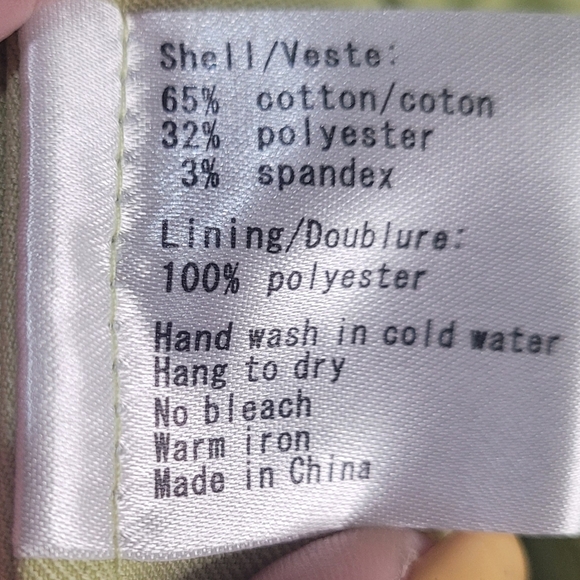 Shell/Veste:
65% cotton/coton
32% polyester
3% spandex
Lining/Doublure:
100% polyester
Hand wash in cold water
Hang to dry
No bleach
Warm iron
Made in China